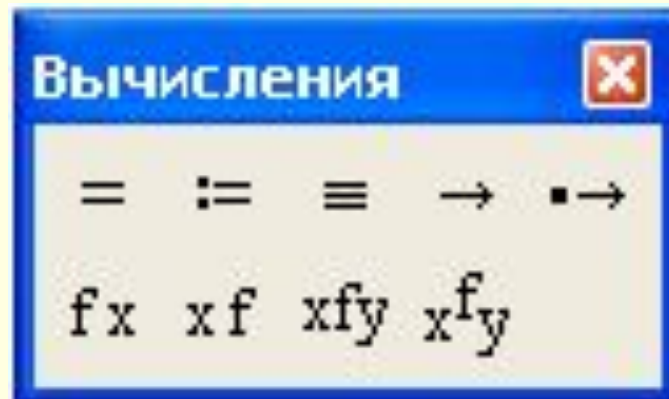 Вычисления
= := ≡ → ▪→
fx xf xfy xfy